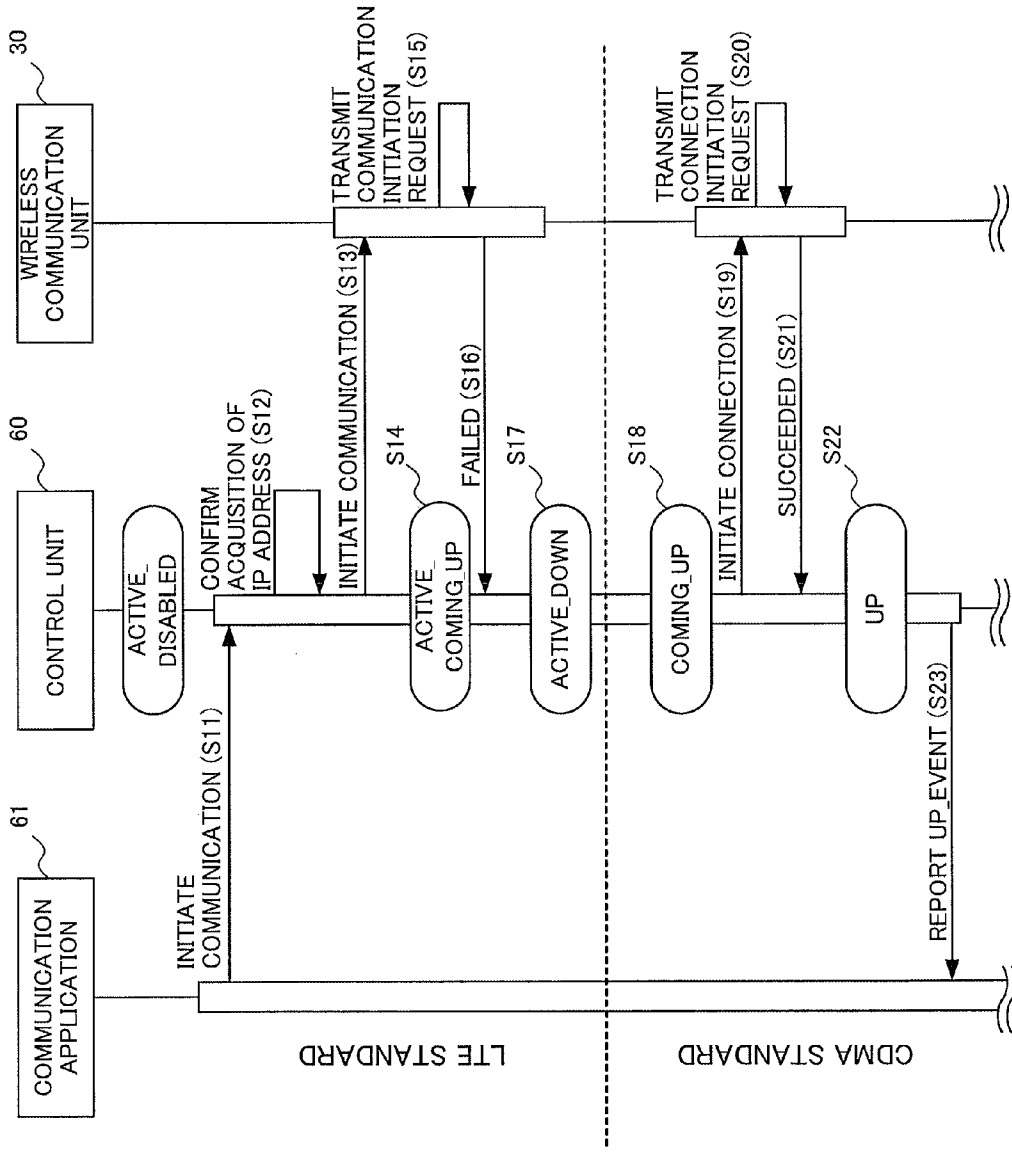 61
COMMUNICATION
APPLICATION
60
CONTROL UNIT
30
WIRELESS
COMMUNICATION
UNIT
ACTIVE_
DISABLED
INITIATE
COMMUNICATION (S11)
CONFIRM
ACQUISITION OF
IP ADDRESS (S12)
INITIATE COMMUNICATION (S13)
TRANSMIT
COMMUNICATION
INITIATION
REQUEST (S15)
S14
ACTIVE_
COMING_UP
FAILED (S16)
S17
ACTIVE_DOWN
LTE STANDARD
CDMA STANDARD
S18
COMING_UP
INITIATE CONNECTION (S19)
TRANSMIT
CONNECTION
INITIATION
REQUEST (S20)
SUCCEEDED (S21)
S22
UP
REPORT UP_EVENT (S23)